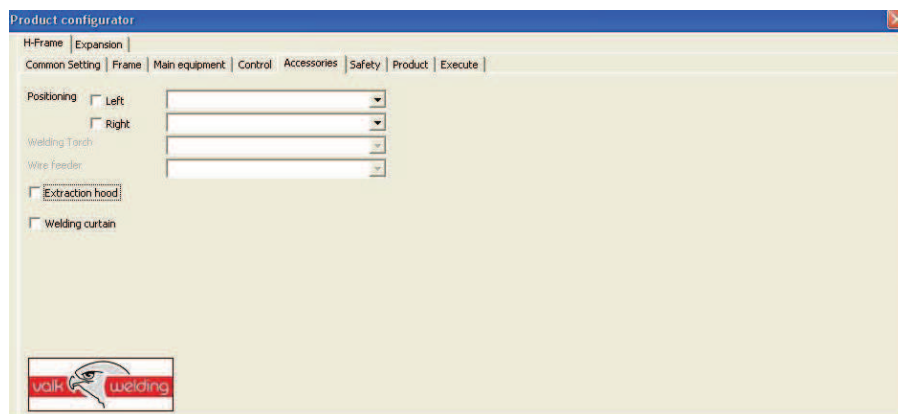 Product configurator
H-Frame Expansion
Common Setting Frame Main equipment Control Accessories Safety Product Execute
Positioning Left
Right
Welding Torch
Wire feeder
Extraction hood
Welding curtain
valk welding